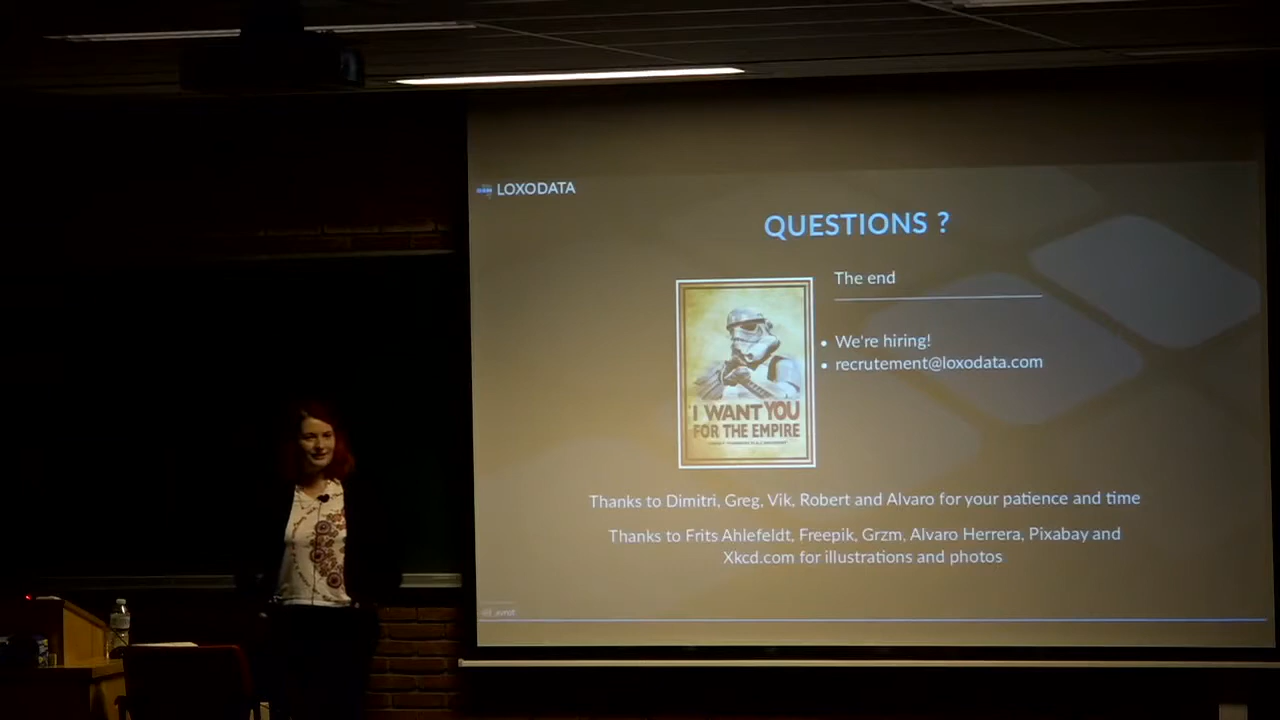 LOXODATA
QUESTIONS ?
The end
• We're hiring!
• recrutement@loxodata.com
I WANT YOU
FOR THE EMPIRE
Thanks to Dimitri, Greg, Vik, Robert and Alvaro for your patience and time
Thanks to Frits Ahlefeldt, Freepik, Grzm, Alvaro Herrera, Pixabay and
Xkcd.com for illustrations and photos